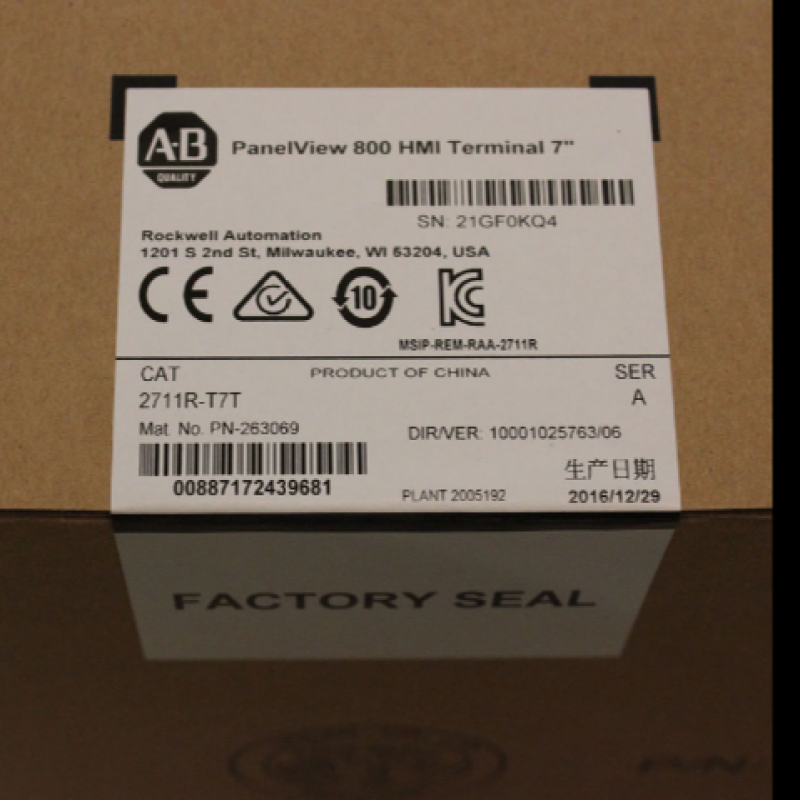 A·B
QUALITY
PanelView 800 HMI Terminal 7"
SN: 21GF0KQ4
Rockwell Automation
1201 S 2nd St, Milwaukee, WI 53204, USA
CE
10
KC
MSIP-REM-RAA-2711R
CAT
PRODUCT OF CHINA
SER
2711R-T7T
A
Mat. No. PN-263069
DIR/VER: 10001025763/06
00887172439681
PLANT 2005192
生产日期
2016/12/29
FACTORY SEAL